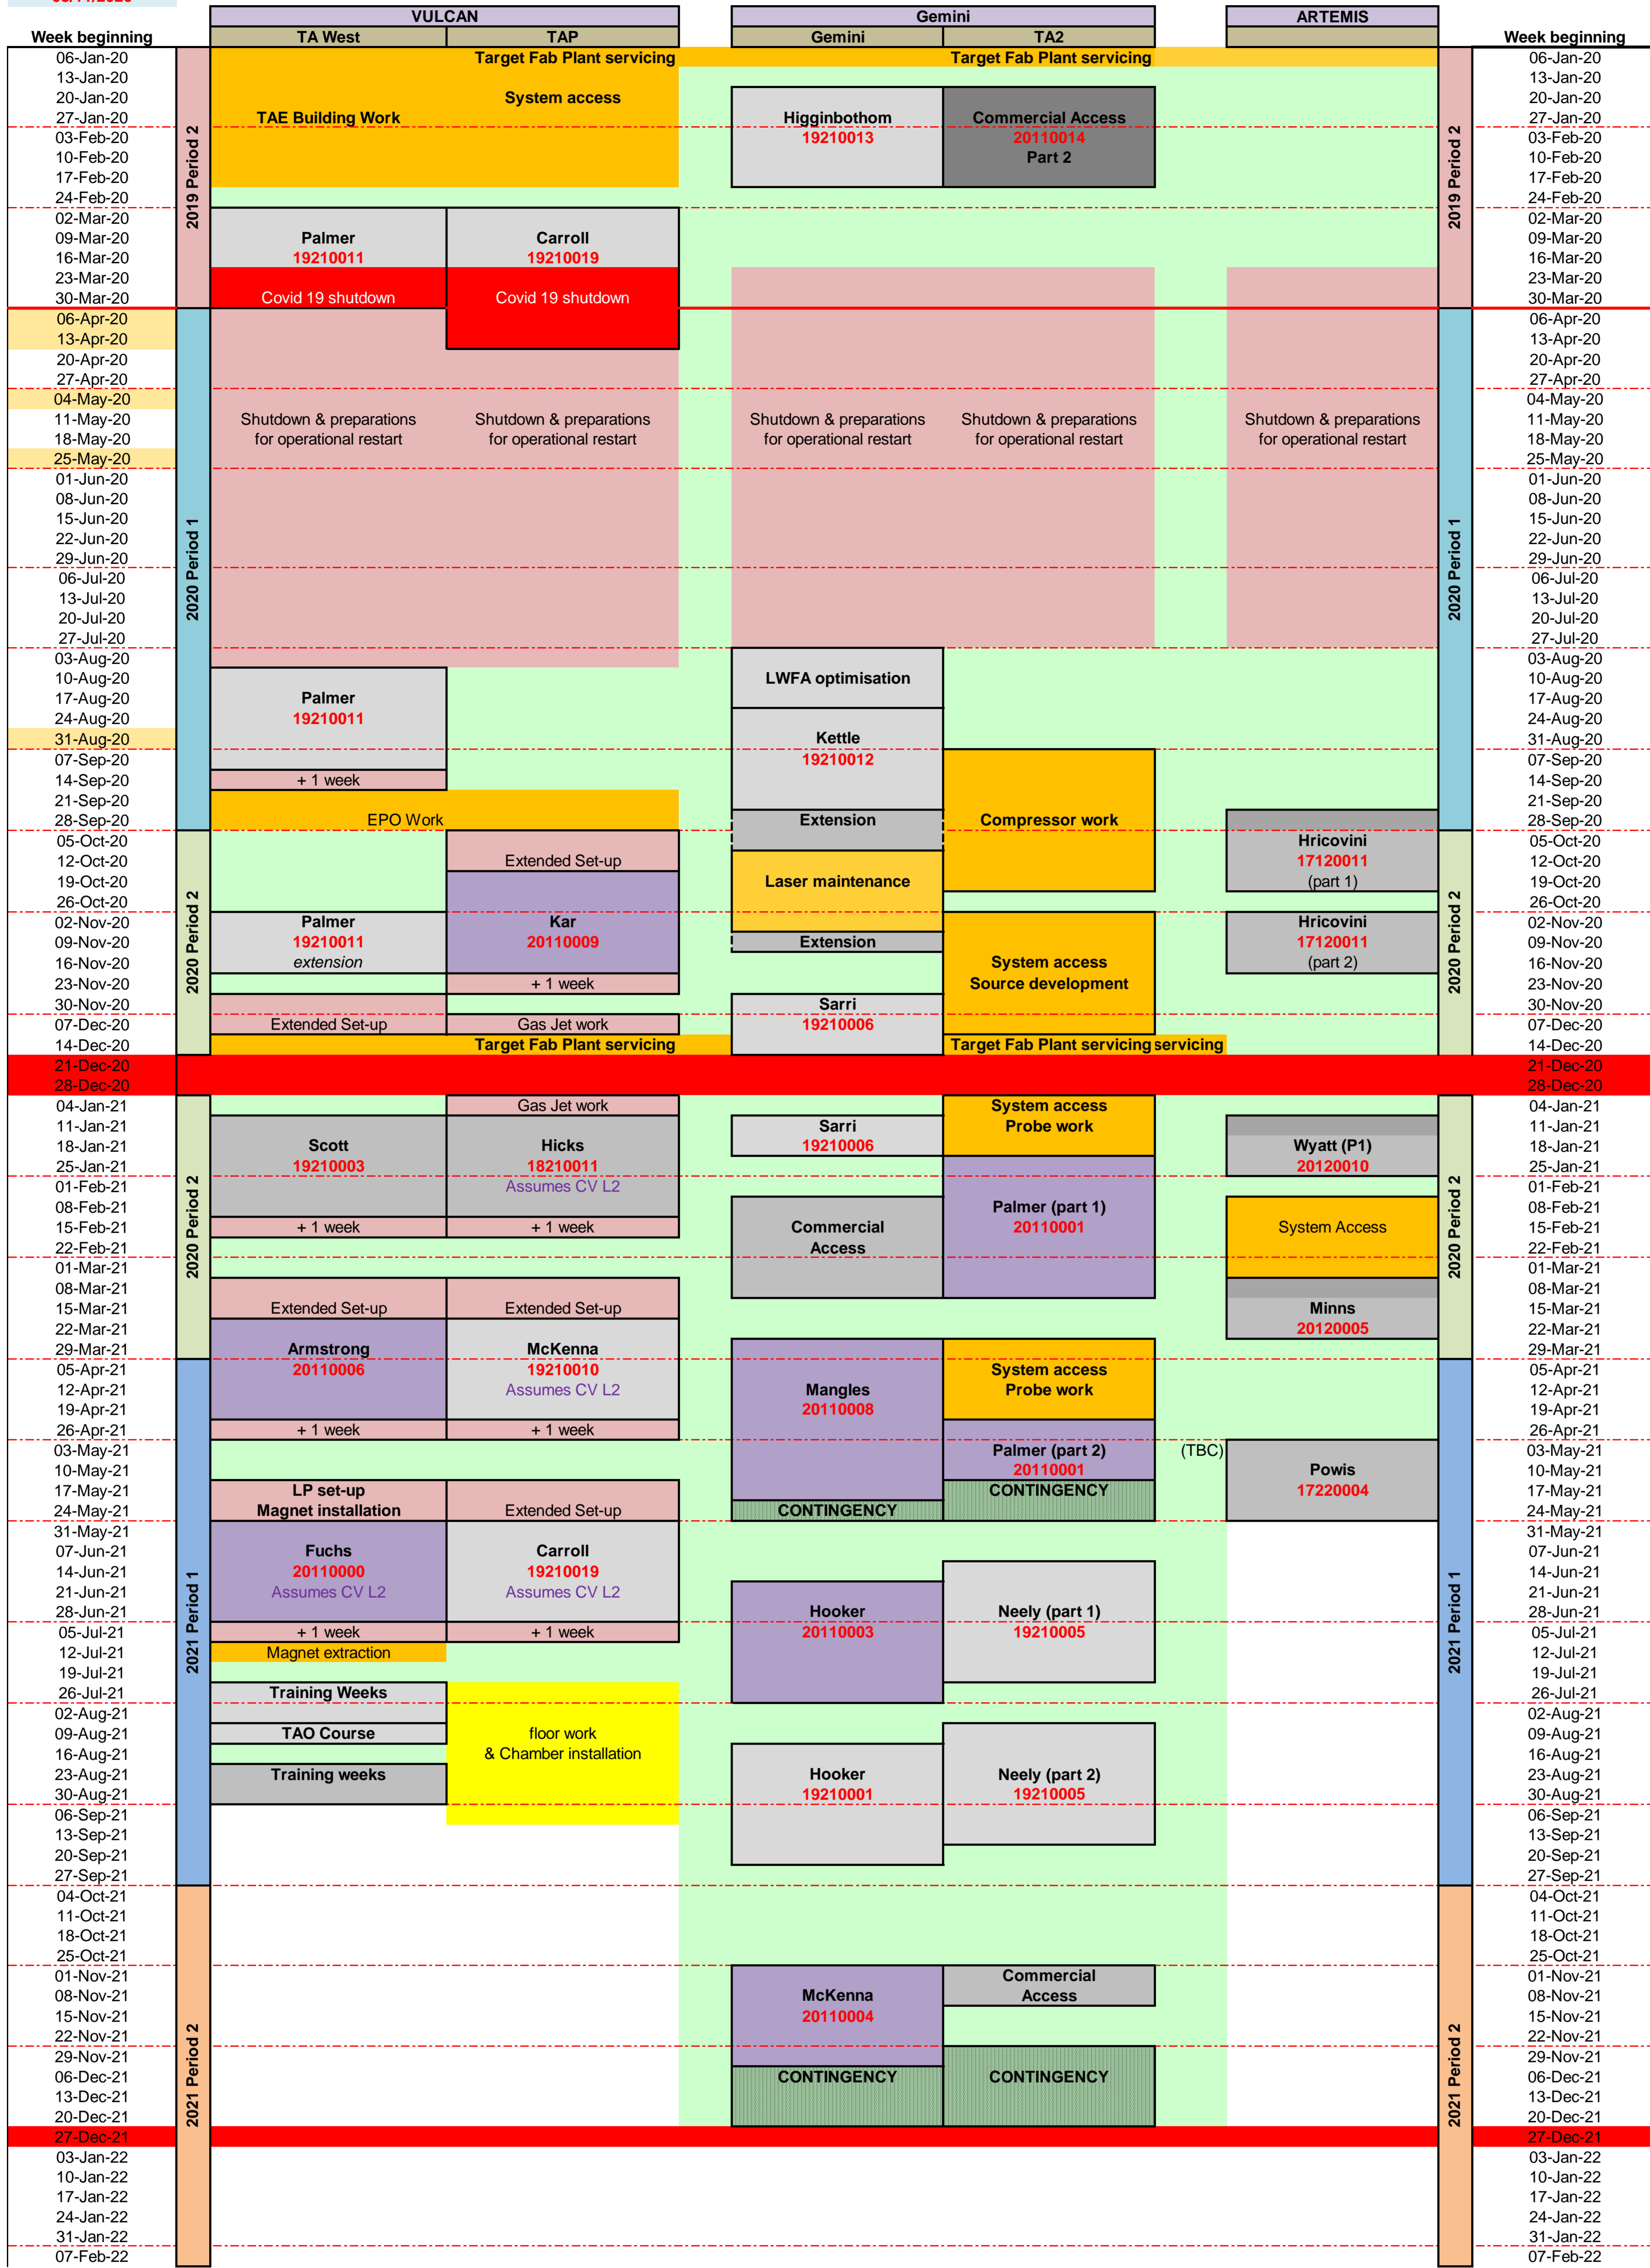 VULCAN Gemini ARTEMIS
Week beginning TA West TAP Gemini TA2 Week beginning
06-Jan-20 Target Fab Plant servicing Target Fab Plant servicing 06-Jan-20
13-Jan-20 13-Jan-20
20-Jan-20 System access 20-Jan-20
27-Jan-20 TAE Building Work Higginbothom Commercial Access 27-Jan-20
03-Feb-20 19210013 20110014 03-Feb-20
10-Feb-20 Part 2 10-Feb-20
17-Feb-20 17-Feb-20
24-Feb-20 24-Feb-20
2019 Period 2 2019 Period 2
02-Mar-20 02-Mar-20
09-Mar-20 Palmer Carroll 09-Mar-20
16-Mar-20 19210011 19210019 16-Mar-20
23-Mar-20 23-Mar-20
30-Mar-20 Covid 19 shutdown Covid 19 shutdown 30-Mar-20
06-Apr-20 06-Apr-20
13-Apr-20 13-Apr-20
20-Apr-20 20-Apr-20
27-Apr-20 27-Apr-20
04-May-20 04-May-20
11-May-20 Shutdown & preparations Shutdown & preparations Shutdown & preparations Shutdown & preparations Shutdown & preparations 11-May-20
18-May-20 for operational restart for operational restart for operational restart for operational restart for operational restart 18-May-20
25-May-20 25-May-20
01-Jun-20 01-Jun-20
08-Jun-20 08-Jun-20
15-Jun-20 15-Jun-20
22-Jun-20 22-Jun-20
29-Jun-20 29-Jun-20
2020 Period 1 2020 Period 1
06-Jul-20 06-Jul-20
13-Jul-20 13-Jul-20
20-Jul-20 20-Jul-20
27-Jul-20 27-Jul-20
03-Aug-20 03-Aug-20
10-Aug-20 LWFA optimisation 10-Aug-20
17-Aug-20 Palmer 17-Aug-20
24-Aug-20 19210011 24-Aug-20
31-Aug-20 Kettle 31-Aug-20
07-Sep-20 19210012 07-Sep-20
14-Sep-20 + 1 week 14-Sep-20
21-Sep-20 21-Sep-20
28-Sep-20 EPO Work Extension Compressor work 28-Sep-20
05-Oct-20 Hricovini 05-Oct-20
12-Oct-20 Extended Set-up 17120011 12-Oct-20
19-Oct-20 Laser maintenance (part 1) 19-Oct-20
26-Oct-20 26-Oct-20
02-Nov-20 Palmer Kar Hricovini 02-Nov-20
09-Nov-20 19210011 20110009 Extension 17120011 09-Nov-20
16-Nov-20 extension System access (part 2) 16-Nov-20
23-Nov-20 + 1 week Source development 23-Nov-20
2020 Period 2 2020 Period 2
30-Nov-20 Sarri 30-Nov-20
07-Dec-20 Extended Set-up Gas Jet work 19210006 07-Dec-20
14-Dec-20 Target Fab Plant servicing Target Fab Plant servicing servicing 14-Dec-20
21-Dec-20 21-Dec-20
28-Dec-20 28-Dec-20
04-Jan-21 Gas Jet work System access 04-Jan-21
11-Jan-21 Sarri Probe work 11-Jan-21
18-Jan-21 Scott Hicks 19210006 Wyatt (P1) 18-Jan-21
25-Jan-21 19210003 18210011 20120010 25-Jan-21
01-Feb-21 Assumes CV L2 01-Feb-21
08-Feb-21 Palmer (part 1) 08-Feb-21
15-Feb-21 + 1 week + 1 week Commercial 20110001 System Access 15-Feb-21
22-Feb-21 Access 22-Feb-21
2020 Period 2 2020 Period 2
01-Mar-21 01-Mar-21
08-Mar-21 08-Mar-21
15-Mar-21 Extended Set-up Extended Set-up Minns 15-Mar-21
22-Mar-21 20120005 22-Mar-21
29-Mar-21 Armstrong McKenna 29-Mar-21
05-Apr-21 20110006 19210010 System access 05-Apr-21
12-Apr-21 Assumes CV L2 Mangles Probe work 12-Apr-21
19-Apr-21 20110008 19-Apr-21
26-Apr-21 + 1 week + 1 week 26-Apr-21
03-May-21 Palmer (part 2) (TBC) 03-May-21
10-May-21 20110001 Powis 10-May-21
17-May-21 LP set-up CONTINGENCY 17220004 17-May-21
24-May-21 Magnet installation Extended Set-up CONTINGENCY 24-May-21
31-May-21 31-May-21
07-Jun-21 Fuchs Carroll 07-Jun-21
14-Jun-21 20110000 19210019 14-Jun-21
21-Jun-21 Assumes CV L2 Assumes CV L2 21-Jun-21
28-Jun-21 Hooker Neely (part 1) 28-Jun-21
2021 Period 1 2021 Period 1
05-Jul-21 + 1 week + 1 week 20110003 19210005 05-Jul-21
12-Jul-21 Magnet extraction 12-Jul-21
19-Jul-21 19-Jul-21
26-Jul-21 Training Weeks 26-Jul-21
02-Aug-21 02-Aug-21
09-Aug-21 TAO Course floor work 09-Aug-21
16-Aug-21 & Chamber installation 16-Aug-21
23-Aug-21 Training weeks Hooker Neely (part 2) 23-Aug-21
30-Aug-21 19210001 19210005 30-Aug-21
06-Sep-21 06-Sep-21
13-Sep-21 13-Sep-21
20-Sep-21 20-Sep-21
27-Sep-21 27-Sep-21
04-Oct-21 04-Oct-21
11-Oct-21 11-Oct-21
18-Oct-21 18-Oct-21
25-Oct-21 25-Oct-21
01-Nov-21 Commercial 01-Nov-21
08-Nov-21 McKenna Access 08-Nov-21
15-Nov-21 20110004 15-Nov-21
22-Nov-21 22-Nov-21
2021 Period 2 2021 Period 2
29-Nov-21 29-Nov-21
06-Dec-21 CONTINGENCY CONTINGENCY 06-Dec-21
13-Dec-21 13-Dec-21
20-Dec-21 20-Dec-21
27-Dec-21 27-Dec-21
03-Jan-22 03-Jan-22
10-Jan-22 10-Jan-22
17-Jan-22 17-Jan-22
24-Jan-22 24-Jan-22
31-Jan-22 31-Jan-22
07-Feb-22 07-Feb-22